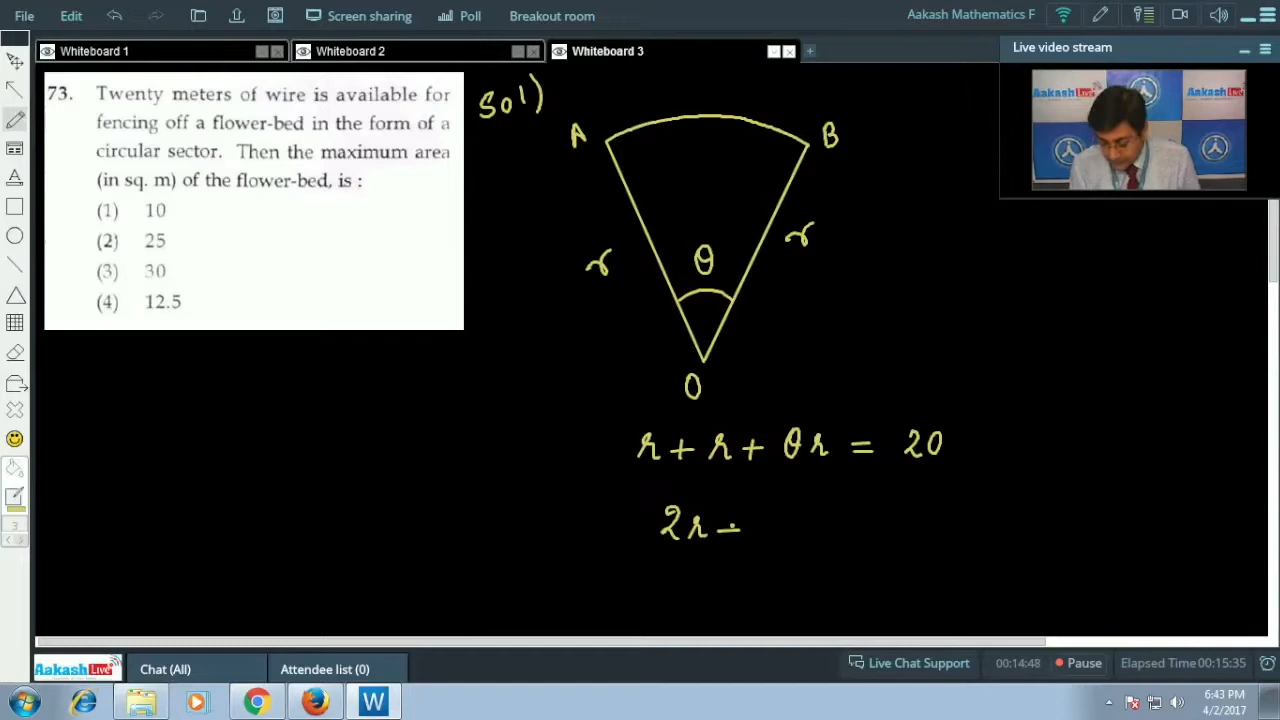 File Edit Screen sharing Poll Breakout room Aakash Mathematics F
Whiteboard 1 Whiteboard 2 Whiteboard 3 Live video stream
73. Twenty meters of wire is available for
fencing off a flower-bed in the form of a
circular sector. Then the maximum area
(in sq. m) of the flower-bed, is :
(1) 10
(2) 25
(3) 30
(4) 12.5
Sol)
A B
r r
θ
O
r + r + θr = 20
2r +
3
AakashLive Chat (All) Attendee list (0) Live Chat Support 00:14:48 Pause Elapsed Time 00:15:35
6:43 PM
4/2/2017